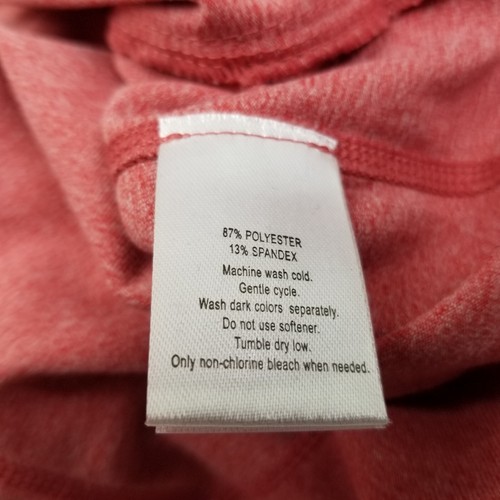 87% POLYESTER
13% SPANDEX
Machine wash cold.
Gentle cycle.
Wash dark colors separately.
Do not use softener.
Tumble dry low.
Only non-chlorine bleach when needed.